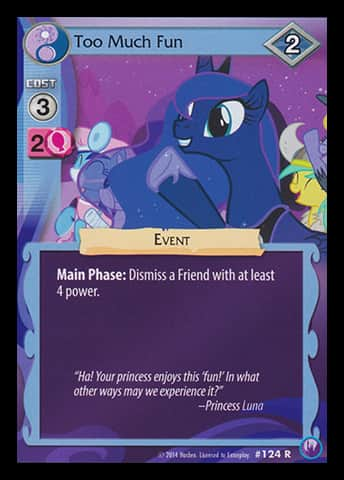 Too Much Fun
2
COST
3
2
EVENT
Main Phase: Dismiss a Friend with at least
4 power.
"Ha! Your princess enjoys this 'fun!' In what
other ways may we experience it?"
–Princess Luna
© 2014 Hasbro. Licensed to Enterplay. #124 R